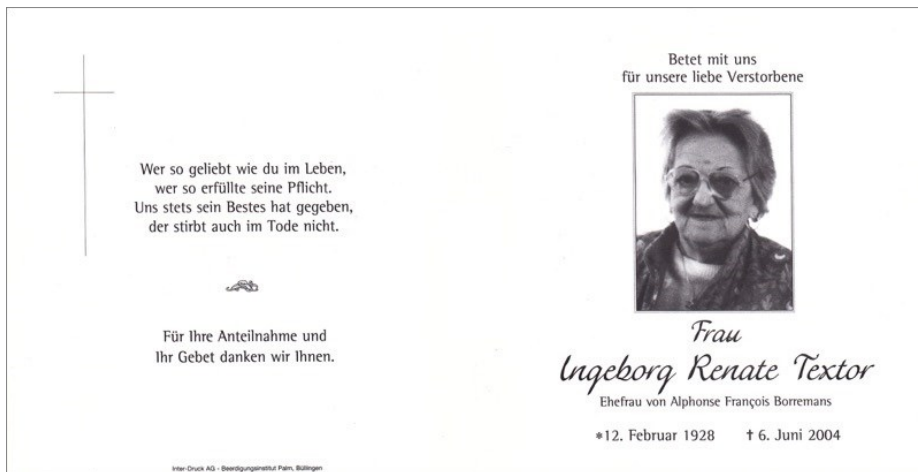 Wer so geliebt wie du im Leben,
wer so erfüllte seine Pflicht.
Uns stets sein Bestes hat gegeben,
der stirbt auch im Tode nicht.
Für Ihre Anteilnahme und
Ihr Gebet danken wir Ihnen.
Inter-Druck AG - Beerdigungsinstitut Palm, Büllingen
Betet mit uns
für unsere liebe Verstorbene
Frau
Ingeborg Renate Textor
Ehefrau von Alphonse François Borremans
*12. Februar 1928 † 6. Juni 2004